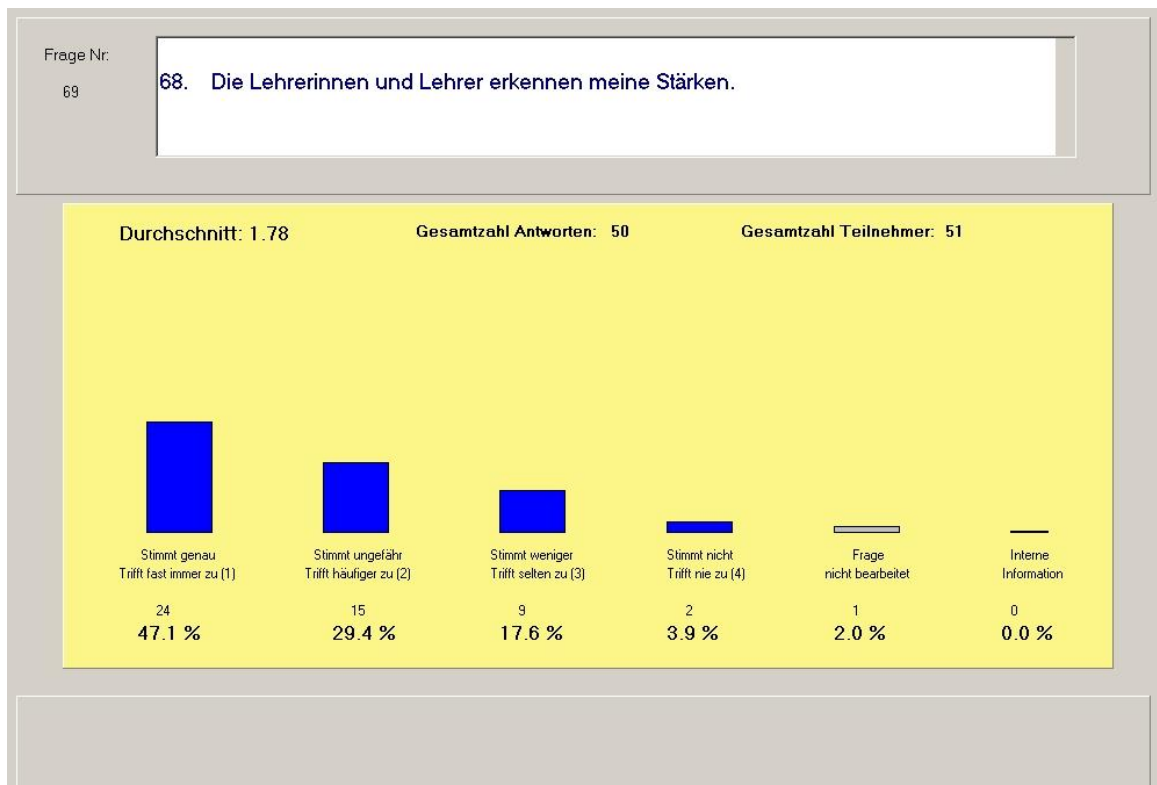 Frage Nr:
69
68. Die Lehrerinnen und Lehrer erkennen meine Stärken.
Durchschnitt: 1.78 Gesamtzahl Antworten: 50 Gesamtzahl Teilnehmer: 51
Stimmt genau Stimmt ungefähr Stimmt weniger Stimmt nicht Frage Interne
Trifft fast immer zu (1) Trifft häufiger zu (2) Trifft selten zu (3) Trifft nie zu (4) nicht bearbeitet Information
24 15 9 2 1 0
47.1 % 29.4 % 17.6 % 3.9 % 2.0 % 0.0 %